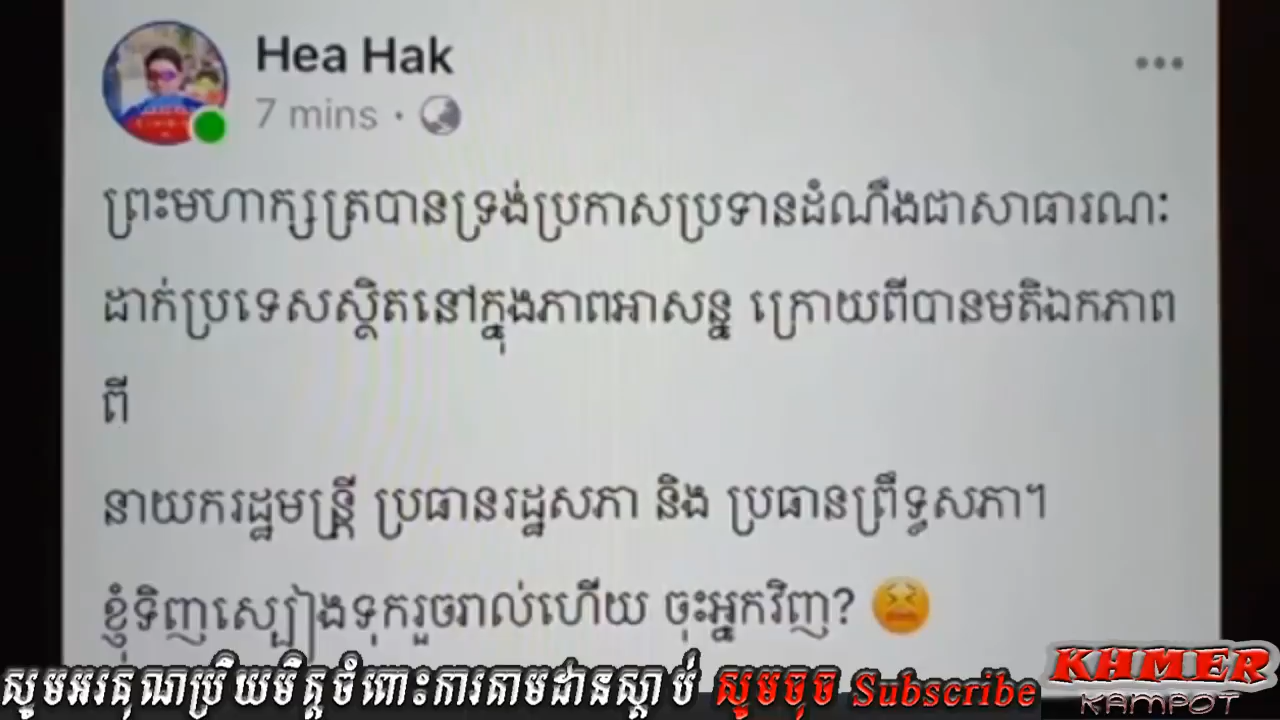 Hea Hak
7 mins ·
ព្រះមហាក្សត្របានទ្រង់ប្រកាសប្រទានដំណឹងជាសាធារណៈ
ដាក់ប្រទេសស្ថិតនៅក្នុងភាពអាសន្ន ក្រោយពីបានមតិឯកភាព
ពី
នាយករដ្ឋមន្ត្រី ប្រធានរដ្ឋសភា និង ប្រធានព្រឹទ្ធសភា។
ខ្ញុំទិញស្បៀងទុករួចរាល់ហើយ ចុះអ្នកវិញ? 😫
សូមអរគុណប្រិយមិត្តចំពោះការតាមដានស្តាប់ សូមចុច Subscribe
KHMER
KAMPOT